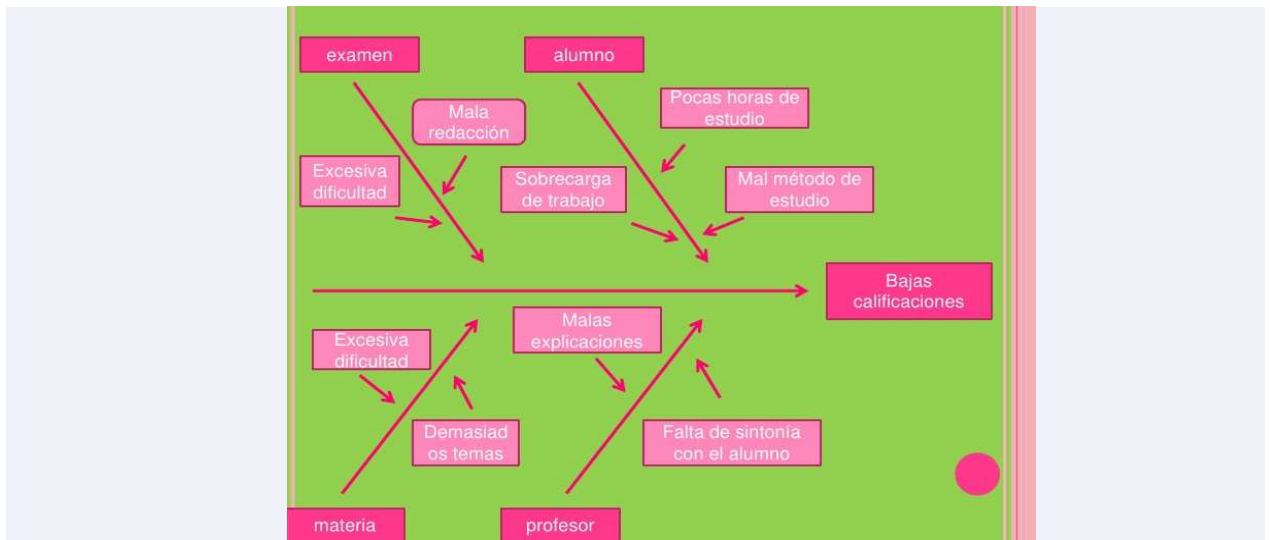 examen
alumno
Mala
redacción
Pocas horas de
estudio
Excesiva
dificultad
Sobrecarga
de trabajo
Mal método de
estudio
Bajas
calificaciones
Excesiva
dificultad
Malas
explicaciones
Demasiad
os temas
Falta de sintonía
con el alumno
materia
profesor